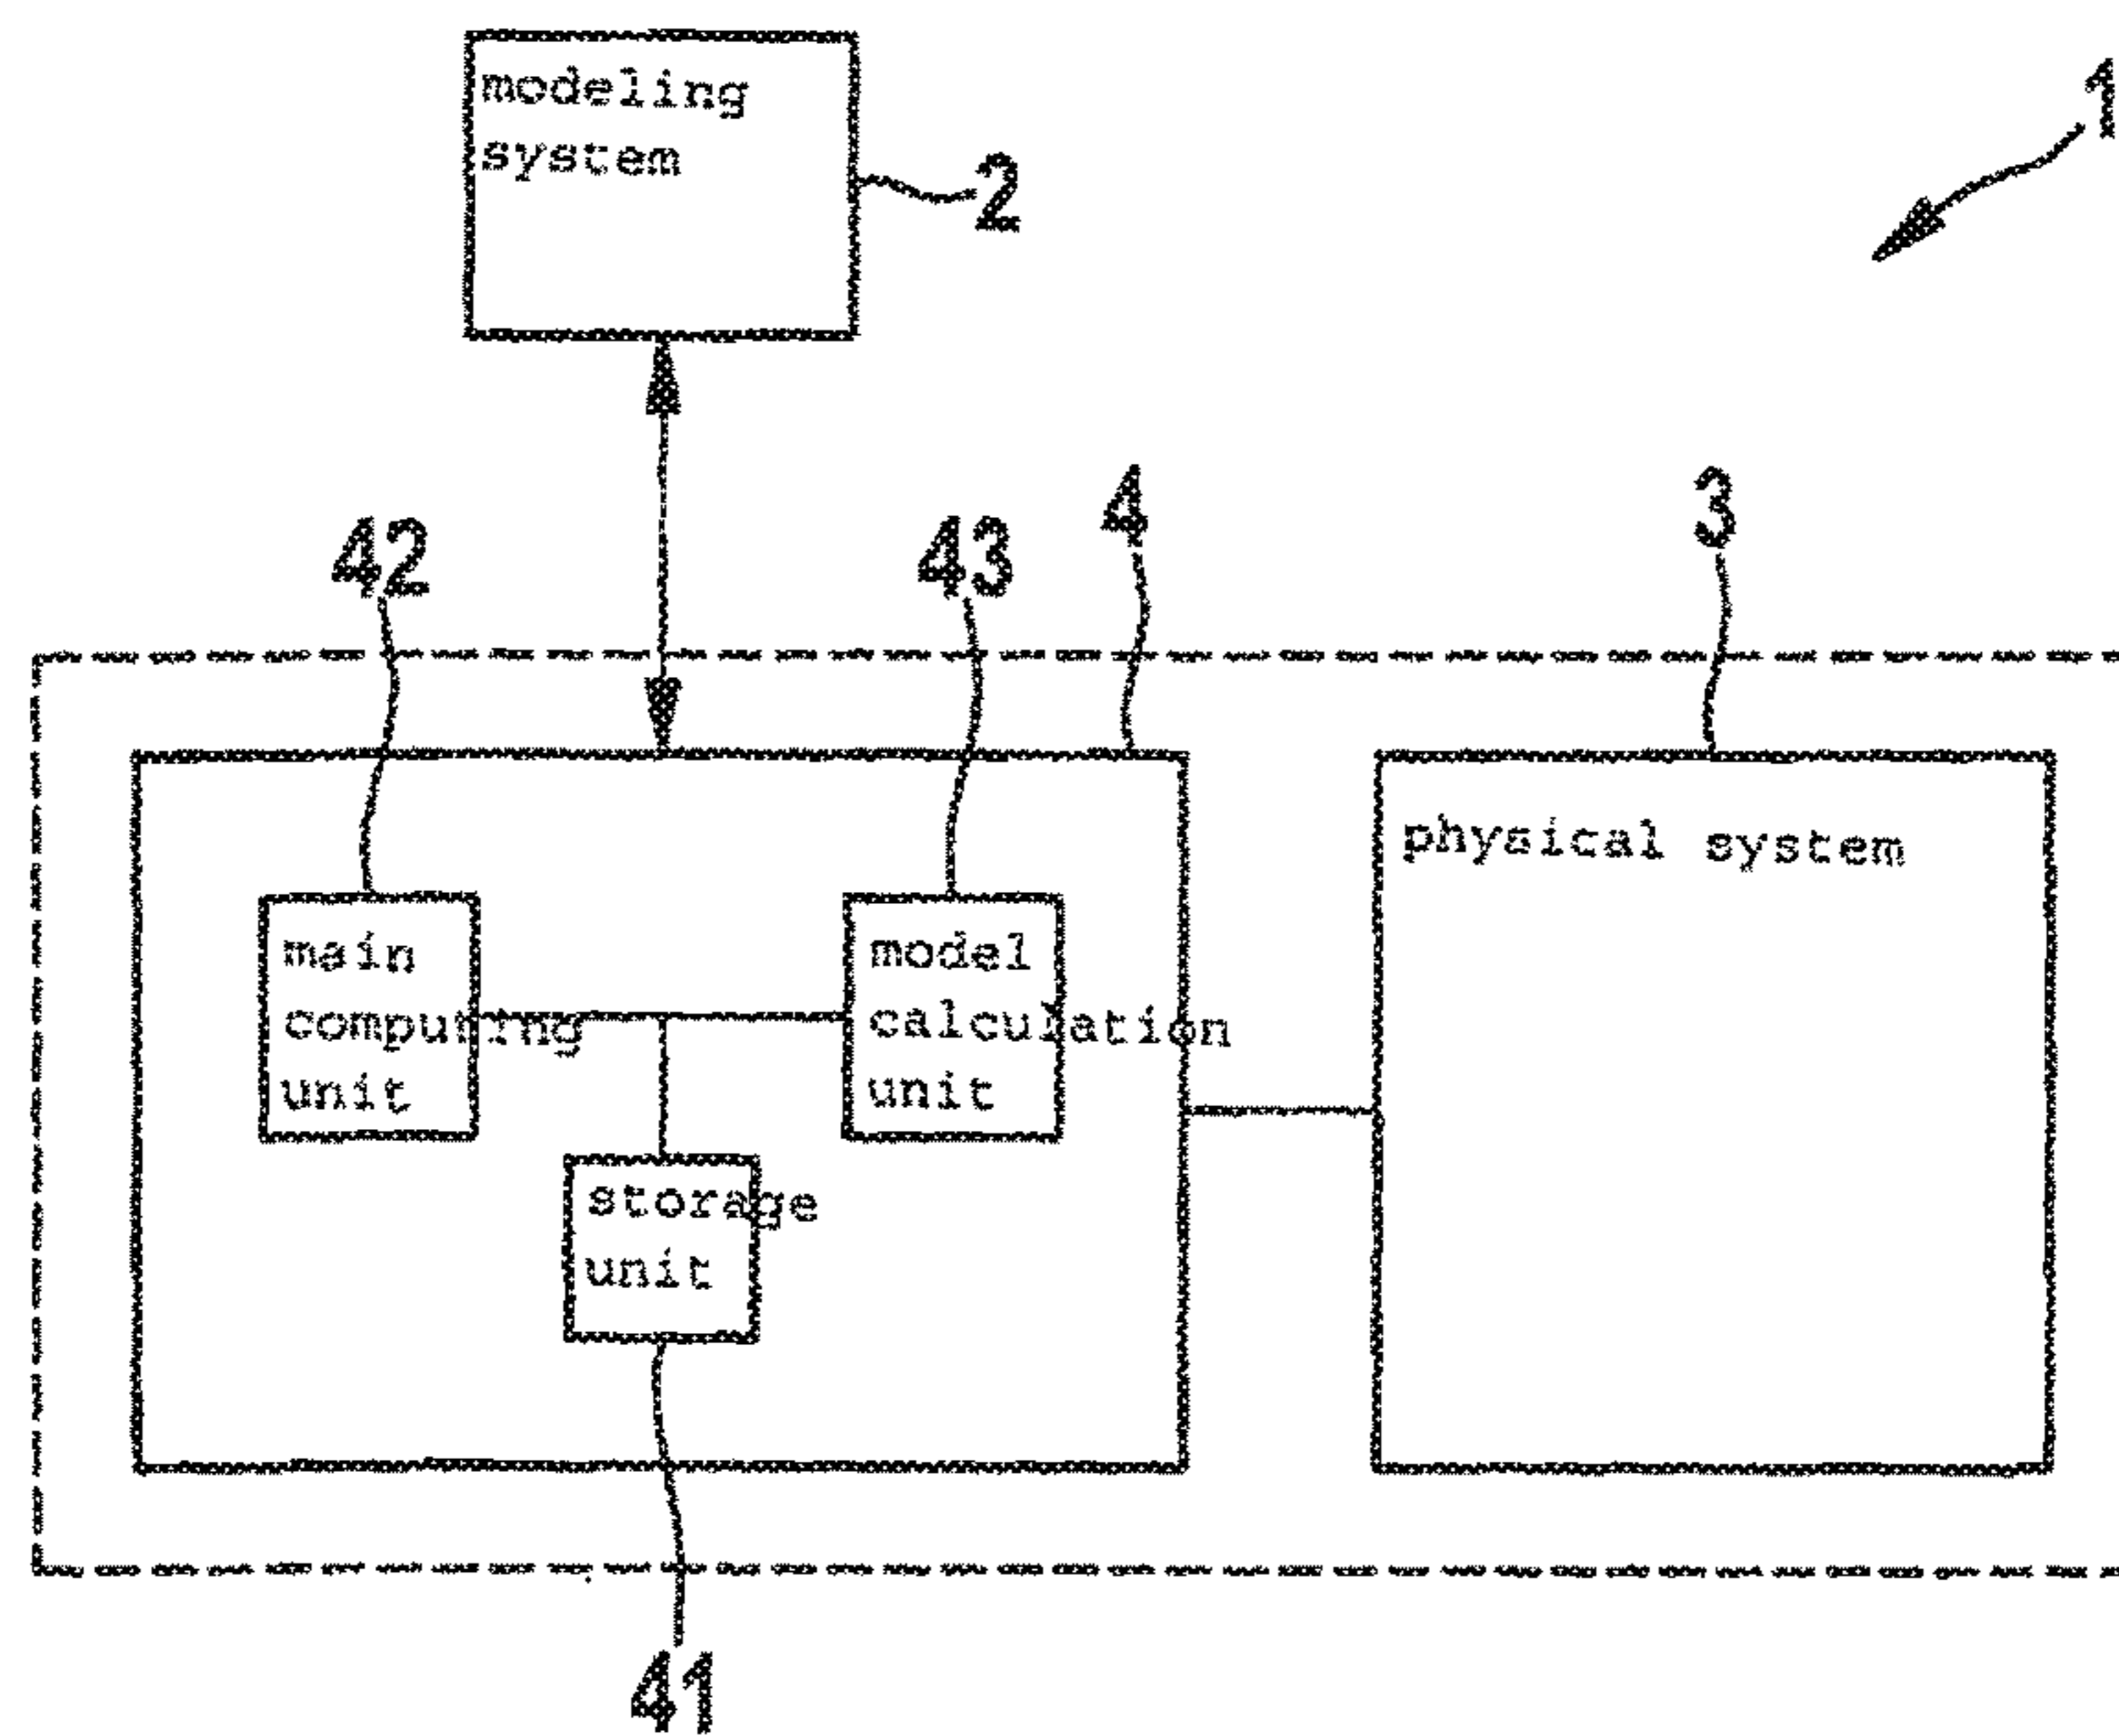 modeling
system
1
2
42
43
4
3
physical system
main
computing
unit
model
calculation
unit
storage
unit
41